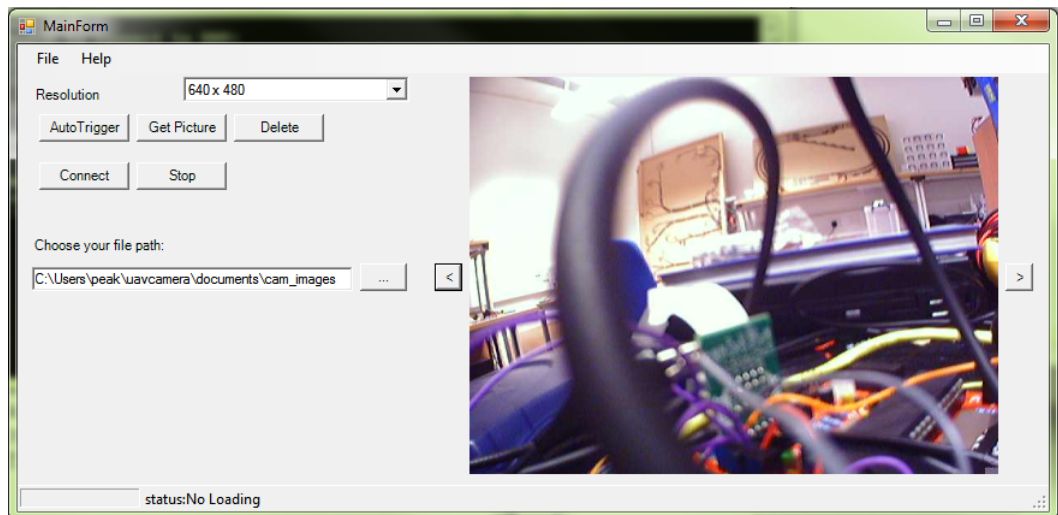 MainForm
File Help
Resolution 640 x 480
AutoTrigger Get Picture Delete
Connect Stop
Choose your file path:
C:\Users\peak\uavcamera\documents\cam_images ... < >
status:No Loading